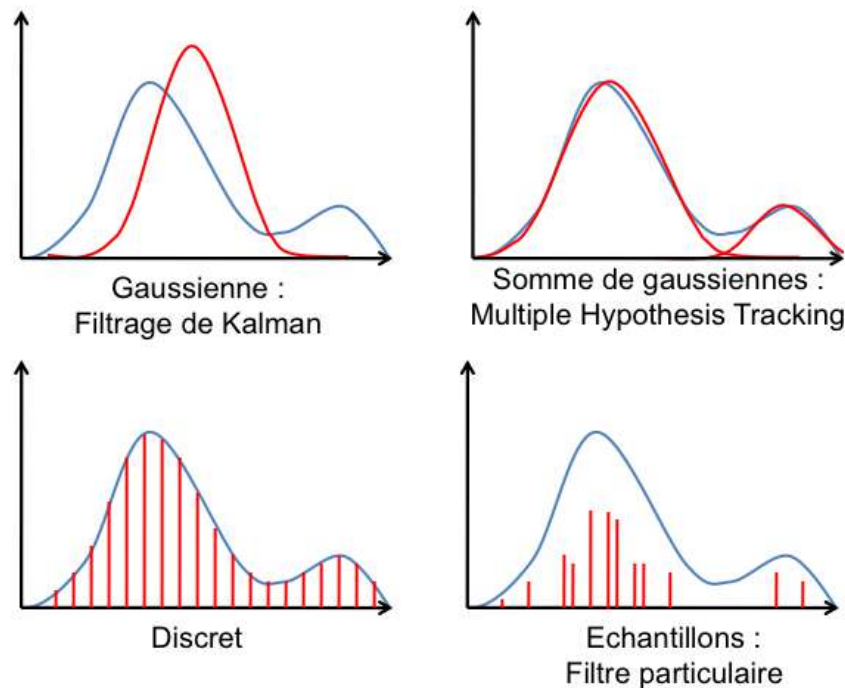 Gaussienne :
Filtrage de Kalman
Somme de gaussiennes :
Multiple Hypothesis Tracking
Discret
Echantillons :
Filtre particulaire